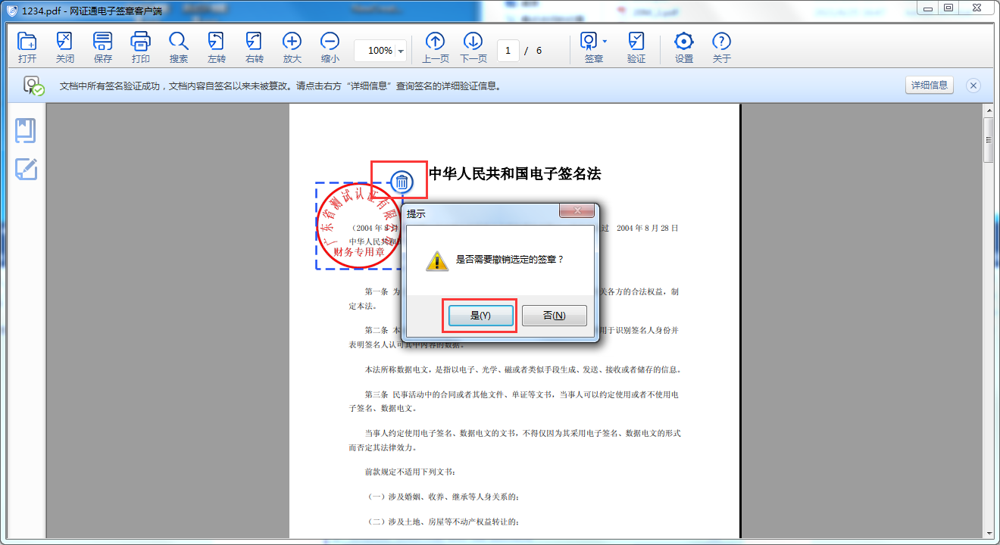 1234.pdf - 网证通电子签章客户端
打开 关闭 保存 打印 搜索 左转 右转 放大 缩小 100% 上一页 下一页 1 / 6 签章 验证 设置 关于
文档中所有签名验证成功，文档内容自签名以来未被篡改。请点击右方“详细信息”查询签名的详细验证信息。 详细信息
中华人民共和国电子签名法
广东省测试认证有限公司
财务专用章
（2004 年 8 月
过 2004 年 8 月 28 日
中华人民共和
提示
是否需要撤销选定的签章？
是(Y) 否(N)
第一条 为
关各方的合法权益，制
定本法。
第二条 本
用于识别签名人身份并
表明签名人认可其中内容的数据。
本法所称数据电文，是指以电子、光学、磁或者类似手段生成、发送、接收或者储存的信息。
第三条 民事活动中的合同或者其他文件、单证等文书，当事人可以约定使用或者不使用电
子签名、数据电文。
当事人约定使用电子签名、数据电文的文书，不得仅因为其采用电子签名、数据电文的形式
而否定其法律效力。
前款规定不适用下列文书：
（一）涉及婚姻、收养、继承等人身关系的；
（二）涉及土地、房屋等不动产权益转让的；